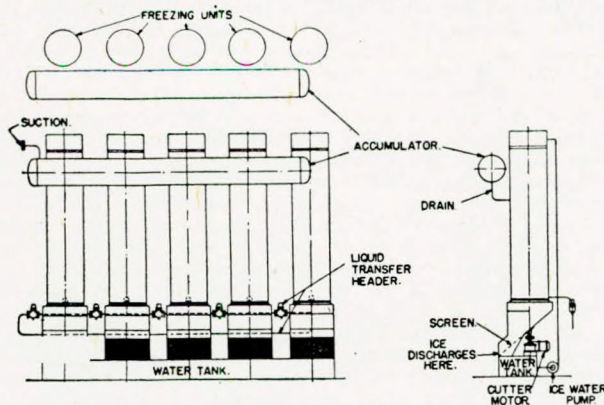 FREEZING UNITS
SUCTION.
ACCUMULATOR.
DRAIN.
LIQUID
TRANSFER
HEADER.
SCREEN.
ICE
DISCHARGES
HERE.
WATER
TANK.
WATER TANK.
CUTTER
MOTOR.
ICE WATER
PUMP.